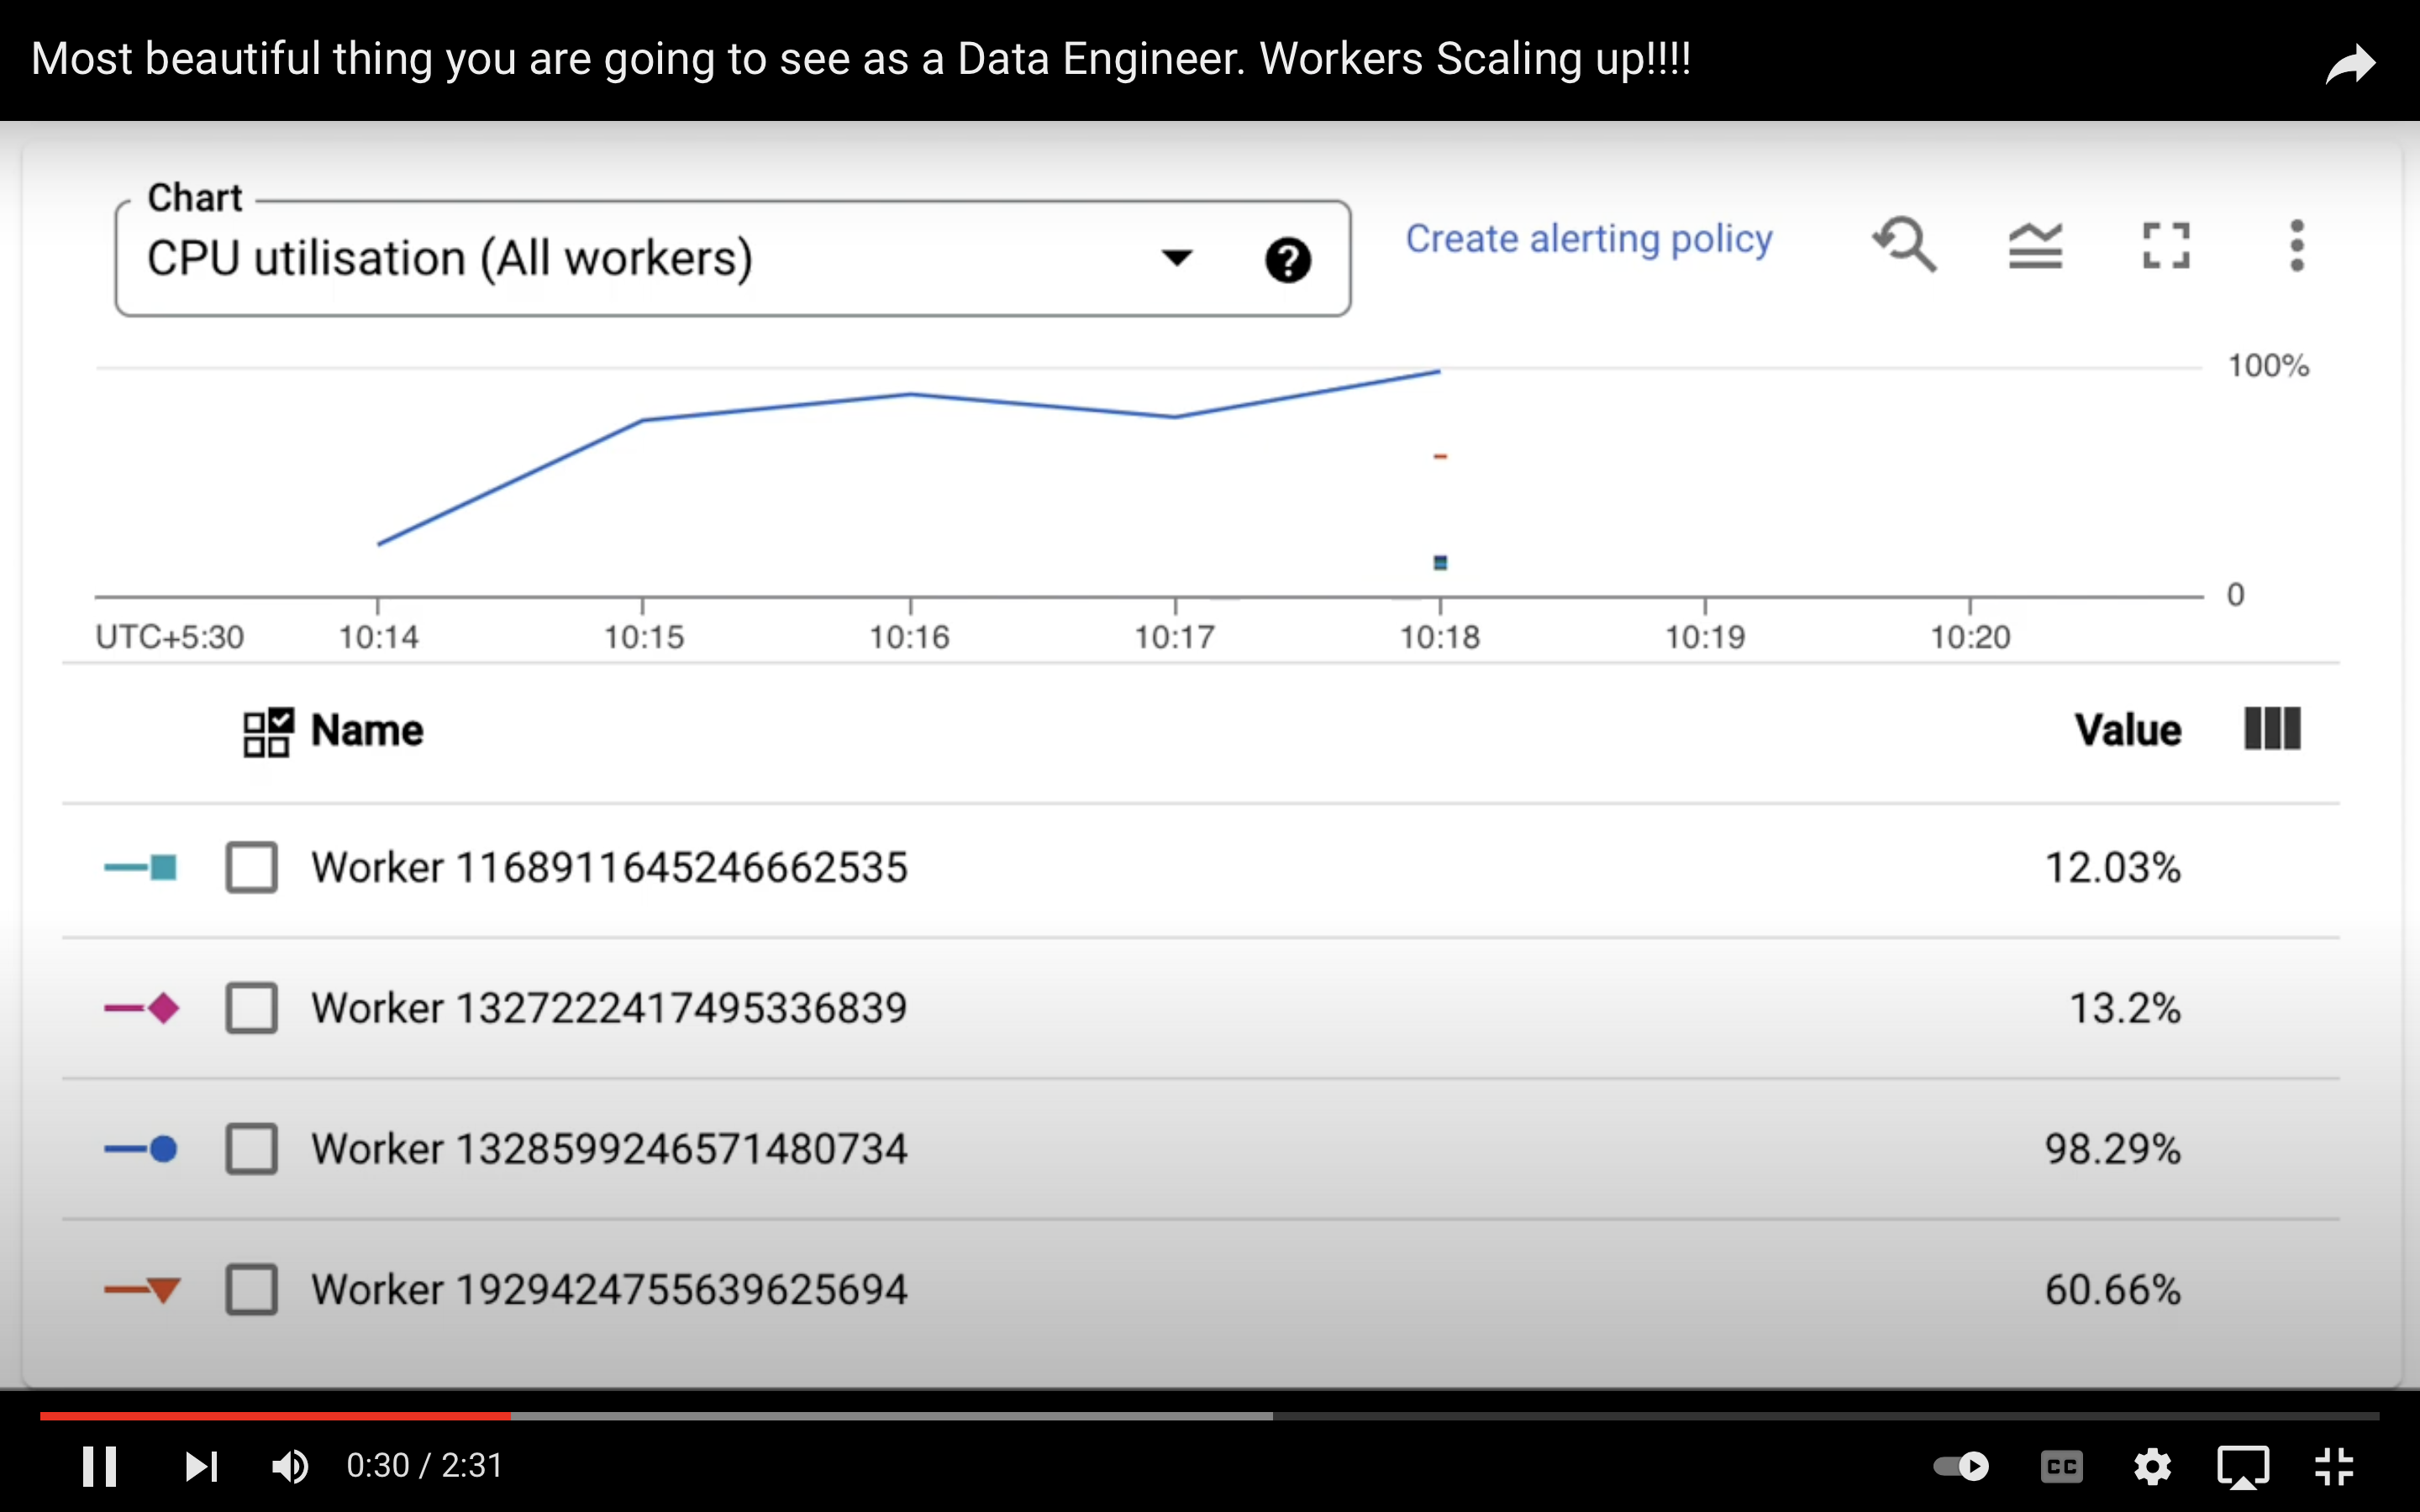 Most beautiful thing you are going to see as a Data Engineer. Workers Scaling up!!!!
Chart
CPU utilisation (All workers)
Create alerting policy
100%
0
UTC+5:30 10:14 10:15 10:16 10:17 10:18 10:19 10:20
Name Value
Worker 1168911645246662535 12.03%
Worker 1327222417495336839 13.2%
Worker 1328599246571480734 98.29%
Worker 1929424755639625694 60.66%
0:30 / 2:31
CC